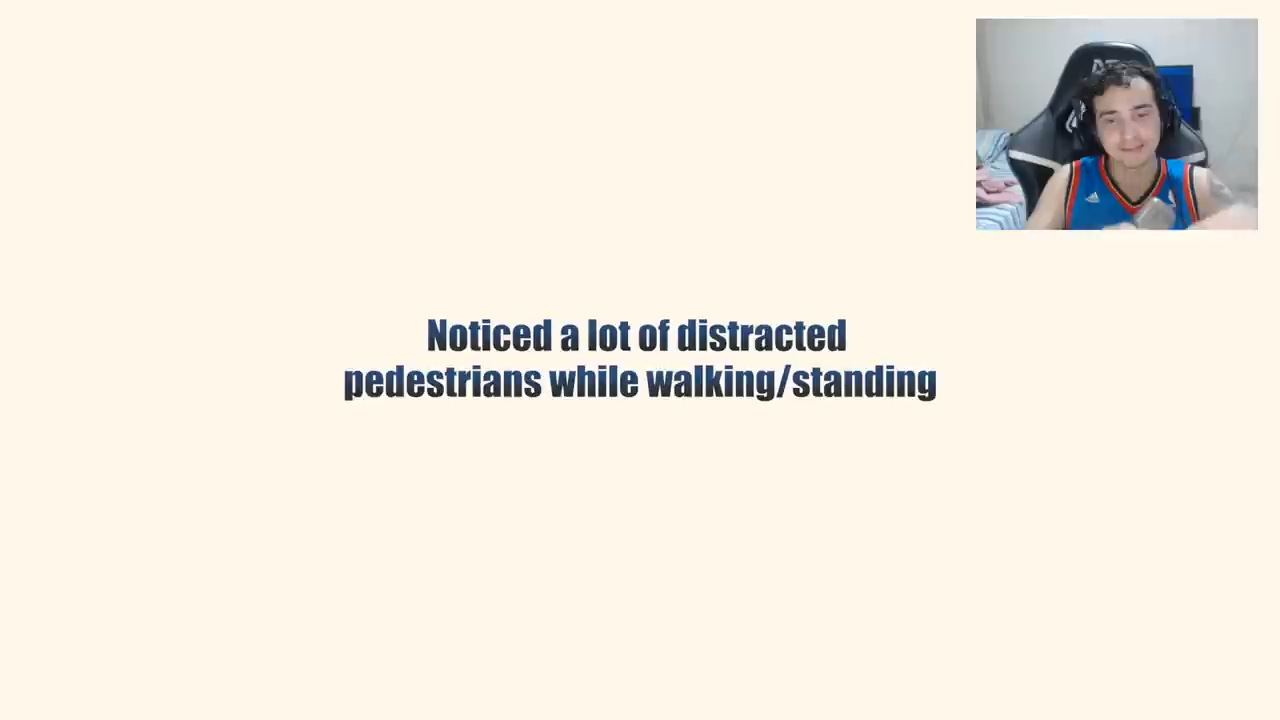 Noticed a lot of distracted
pedestrians while walking/standing